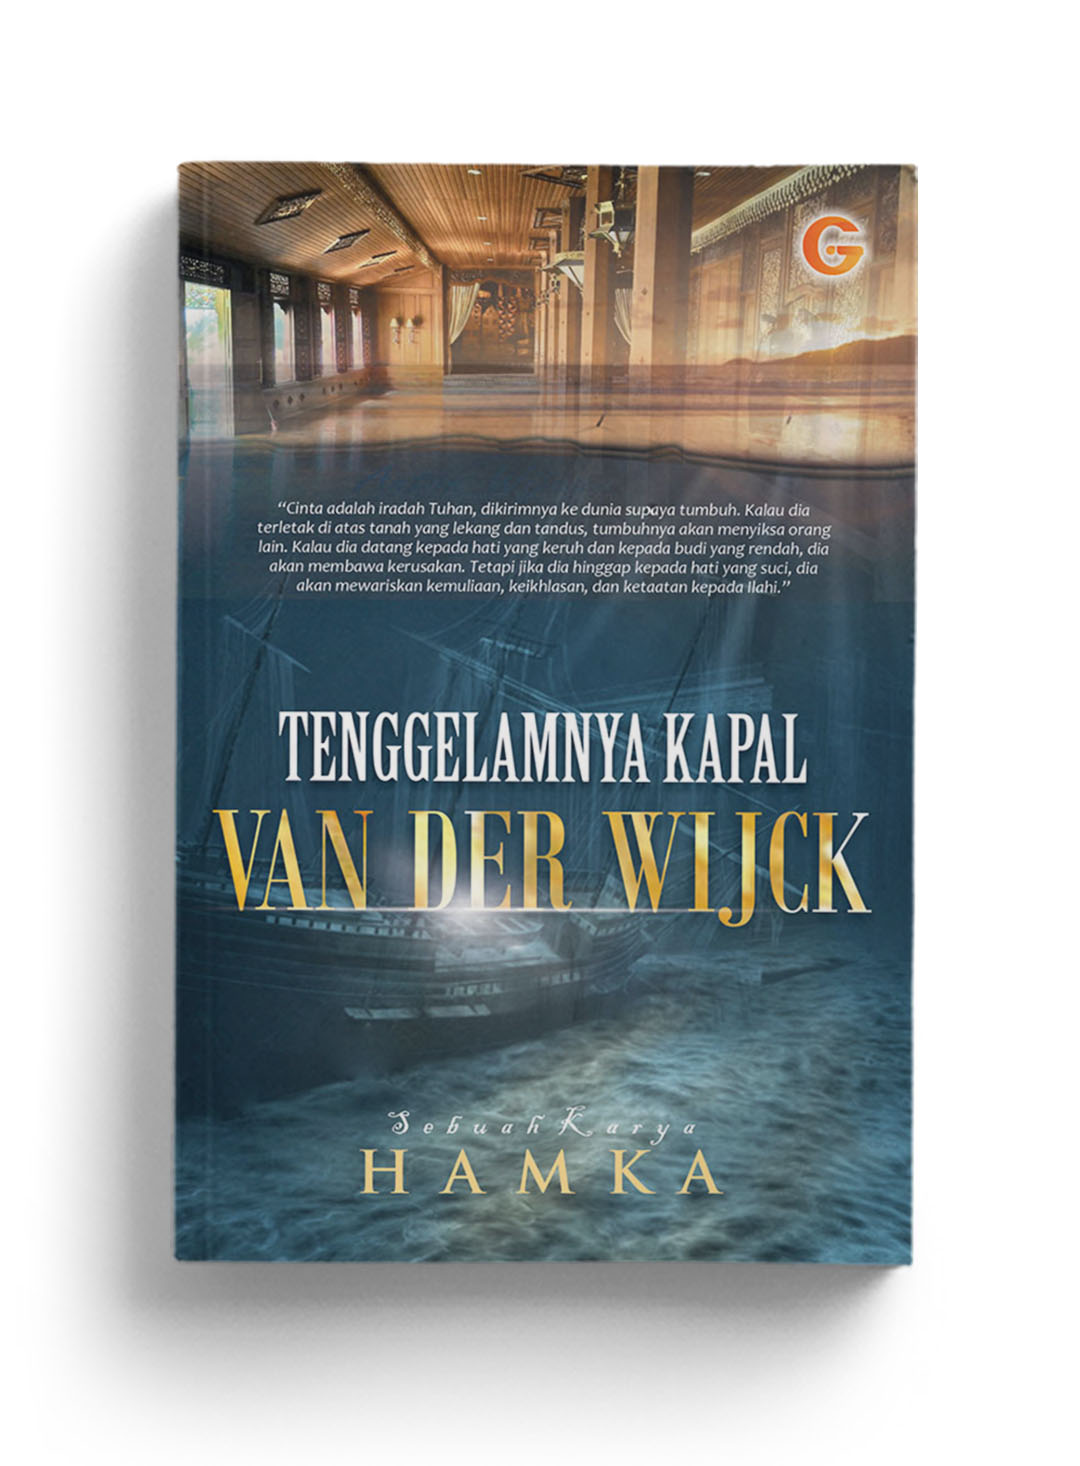 “Cinta adalah iradah Tuhan, dikirimnya ke dunia supaya tumbuh. Kalau dia
terletak di atas tanah yang lekang dan tandus, tumbuhnya akan menyiksa orang
lain. Kalau dia datang kepada hati yang keruh dan kepada budi yang rendah, dia
akan membawa kerusakan. Tetapi jika dia hinggap kepada hati yang suci, dia
akan mewariskan kemuliaan, keikhlasan, dan ketaatan kepada Ilahi.”
TENGGELAMNYA KAPAL
VAN DER WIJCK
Sebuah Karya
HAMKA